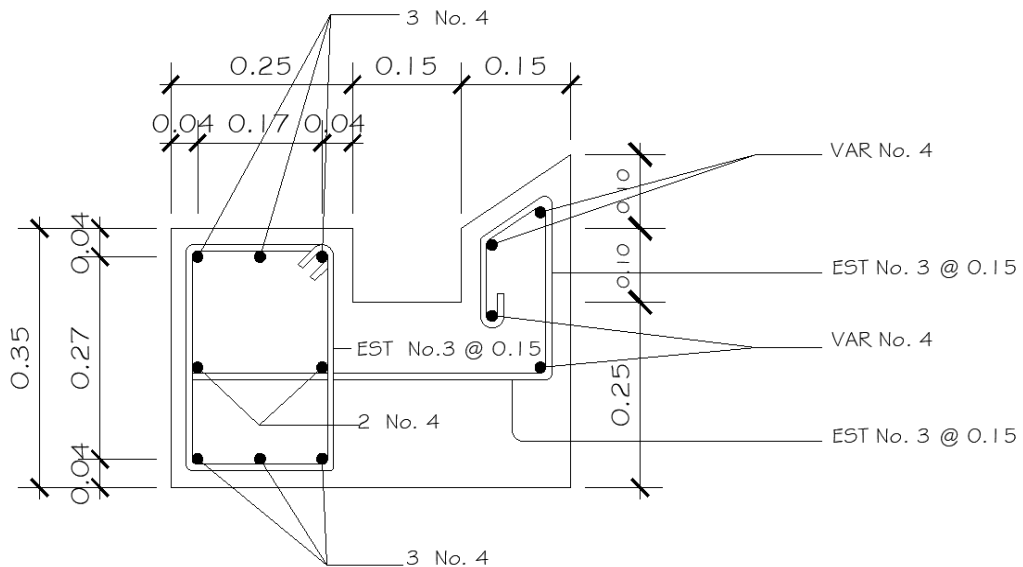 3 No. 4
0.25 0.15 0.15
0.04 0.17 0.04
VAR No. 4
0.10
0.04
0.10
EST No. 3 @ 0.15
0.35
0.27
EST No.3 @ 0.15
VAR No. 4
0.25
2 No. 4
EST No. 3 @ 0.15
0.04
3 No. 4